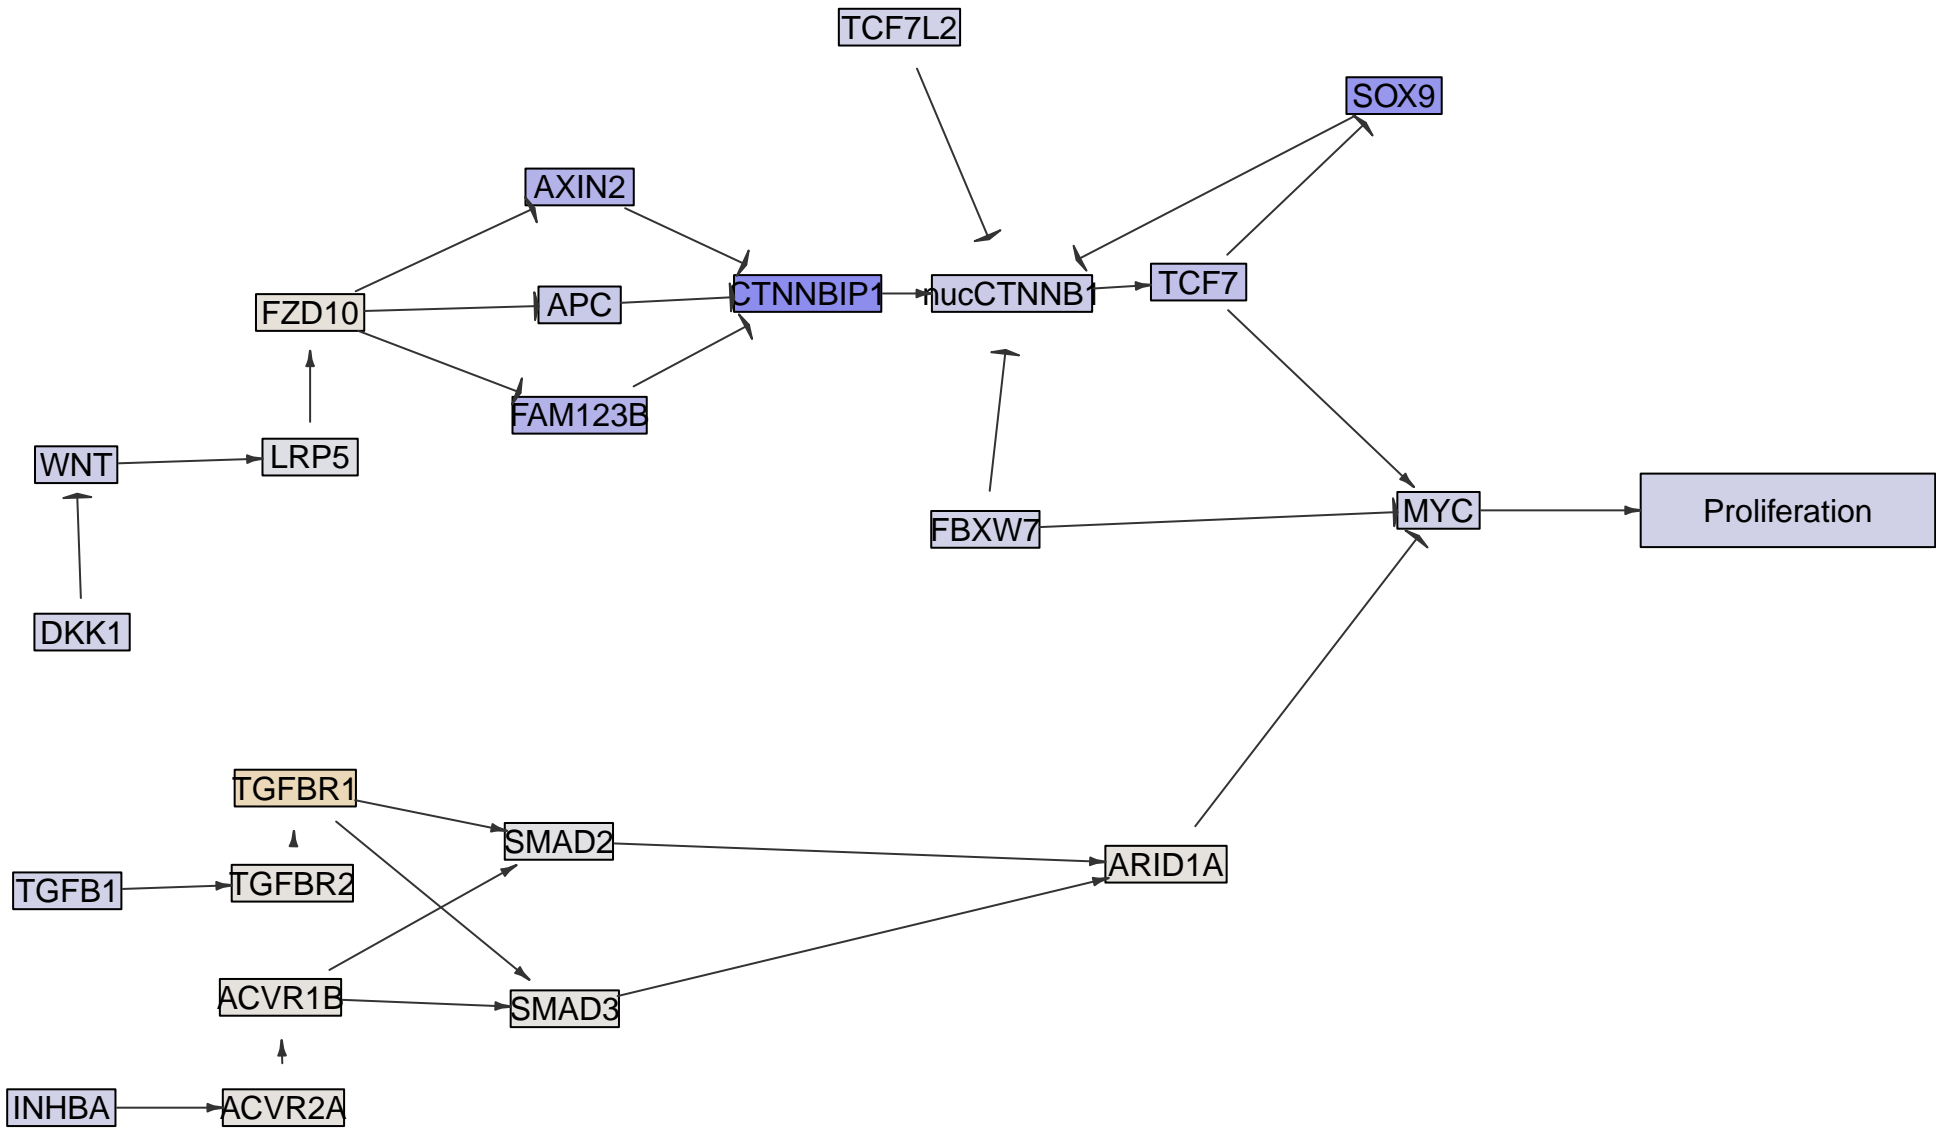 TCF7L2
SOX9
AXIN2
FZD10
APC
CTNNBIP1
nucCTNNB1
TCF7
FAM123B
WNT
LRP5
FBXW7
MYC
Proliferation
DKK1
TGFBR1
SMAD2
ARID1A
TGFB1
TGFBR2
ACVR1B
SMAD3
INHBA
ACVR2A